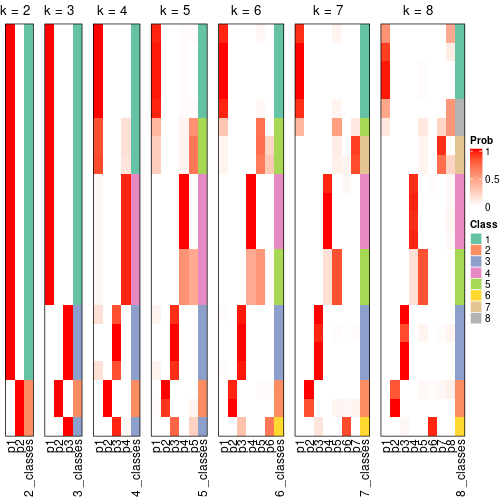 k = 2 k = 3 k = 4 k = 5 k = 6 k = 7 k = 8
Prob
1
0.5
0
Class
1
2
3
4
5
6
7
8
p1 p2 2_classes
p1 p2 p3 3_classes
p1 p2 p3 p4 4_classes
p1 p2 p3 p4 p5 5_classes
p1 p2 p3 p4 p5 p6 6_classes
p1 p2 p3 p4 p5 p6 p7 7_classes
p1 p2 p3 p4 p5 p6 p7 p8 8_classes